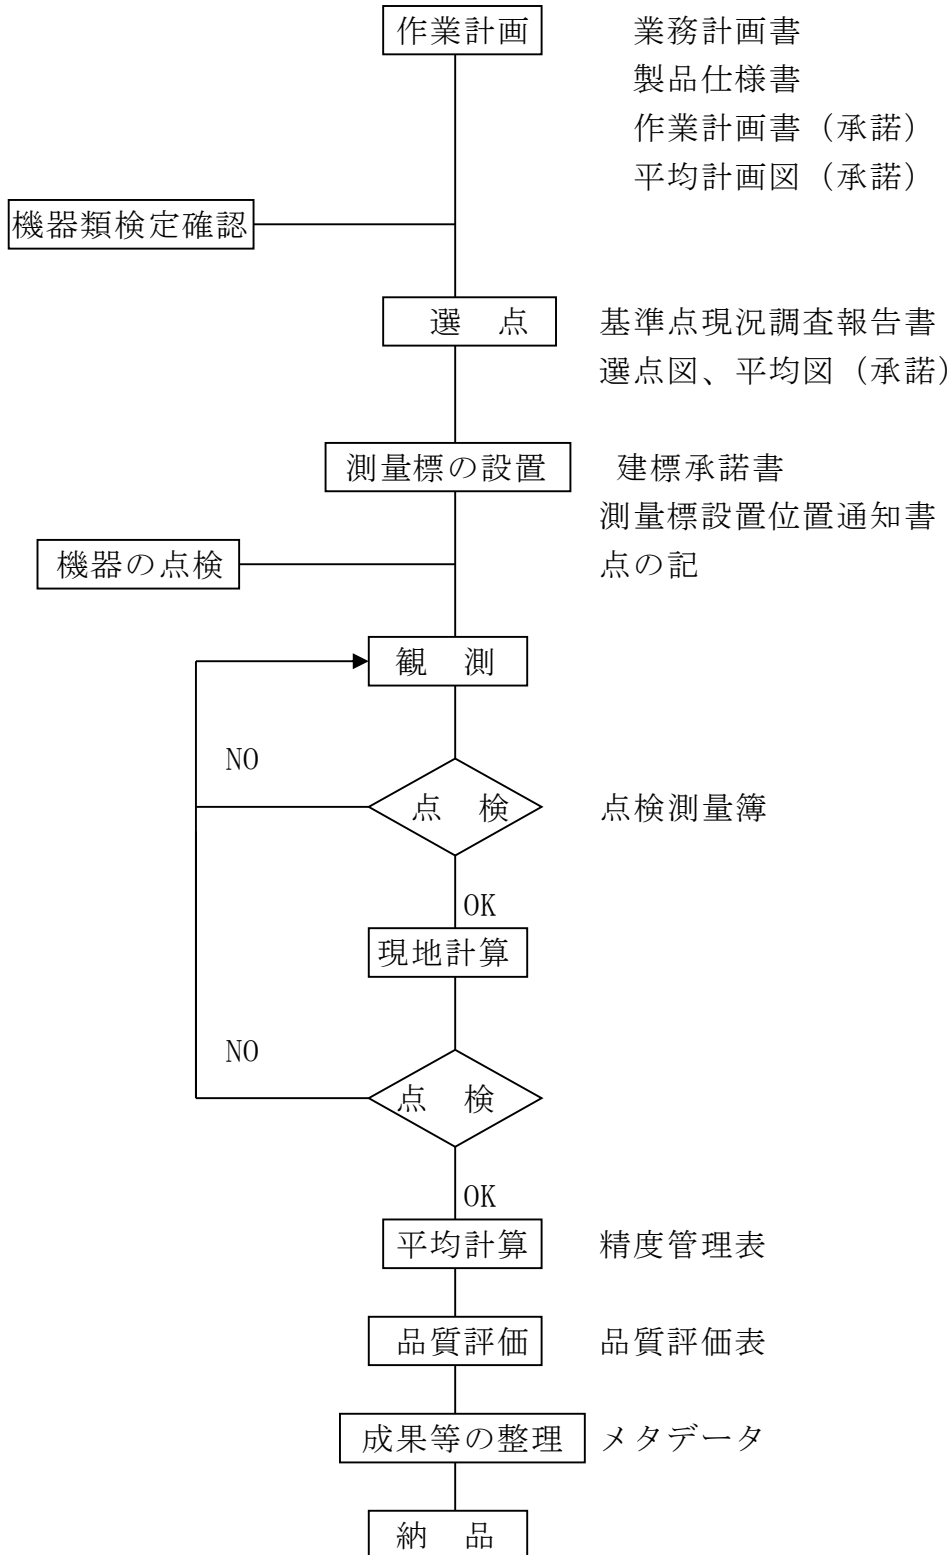 作業計画 業務計画書
製品仕様書
作業計画書（承諾）
平均計画図（承諾）
機器類検定確認
選　点 基準点現況調査報告書
選点図、平均図（承諾）
測量標の設置 建標承諾書
測量標設置位置通知書
機器の点検 点の記
観　測
NO
点　検 点検測量簿
OK
現地計算
NO
点　検
OK
平均計算 精度管理表
品質評価 品質評価表
成果等の整理 メタデータ
納　品